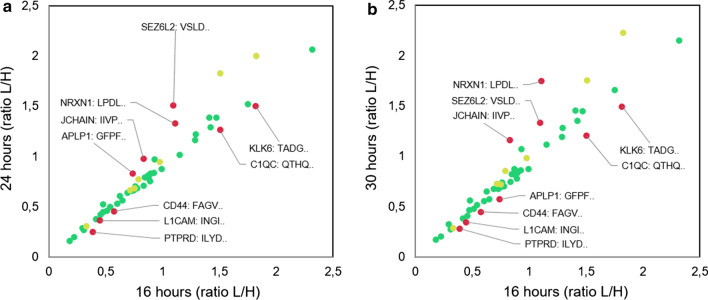 a
24 hours (ratio L/H)
2,5
2
1,5
1
0,5
0
SEZ6L2: VSLD..
NRXN1: LPDL..
JCHAIN: IIVP..
APLP1: GFPF..
KLK6: TADG..
C1QC: QTHQ..
CD44: FAGV..
L1CAM: INGI..
PTPRD: ILYD..
0 0,5 1 1,5 2 2,5
16 hours (ratio L/H)
b
30 hours (ratio L/H)
2,5
2
1,5
1
0,5
0
NRXN1: LPDL..
SEZ6L2: VSLD..
JCHAIN: IIVP..
KLK6: TADG..
C1QC: QTHQ..
APLP1: GFPF..
CD44: FAGV..
L1CAM: INGI..
PTPRD: ILYD..
0 0,5 1 1,5 2 2,5
16 hours (ratio L/H)